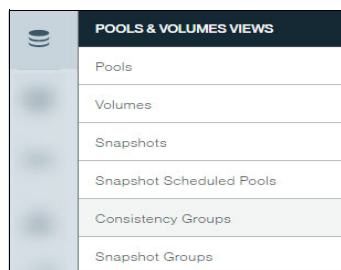 POOLS & VOLUMES VIEWS
Pools
Volumes
Snapshots
Snapshot Scheduled Pools
Consistency Groups
Snapshot Groups